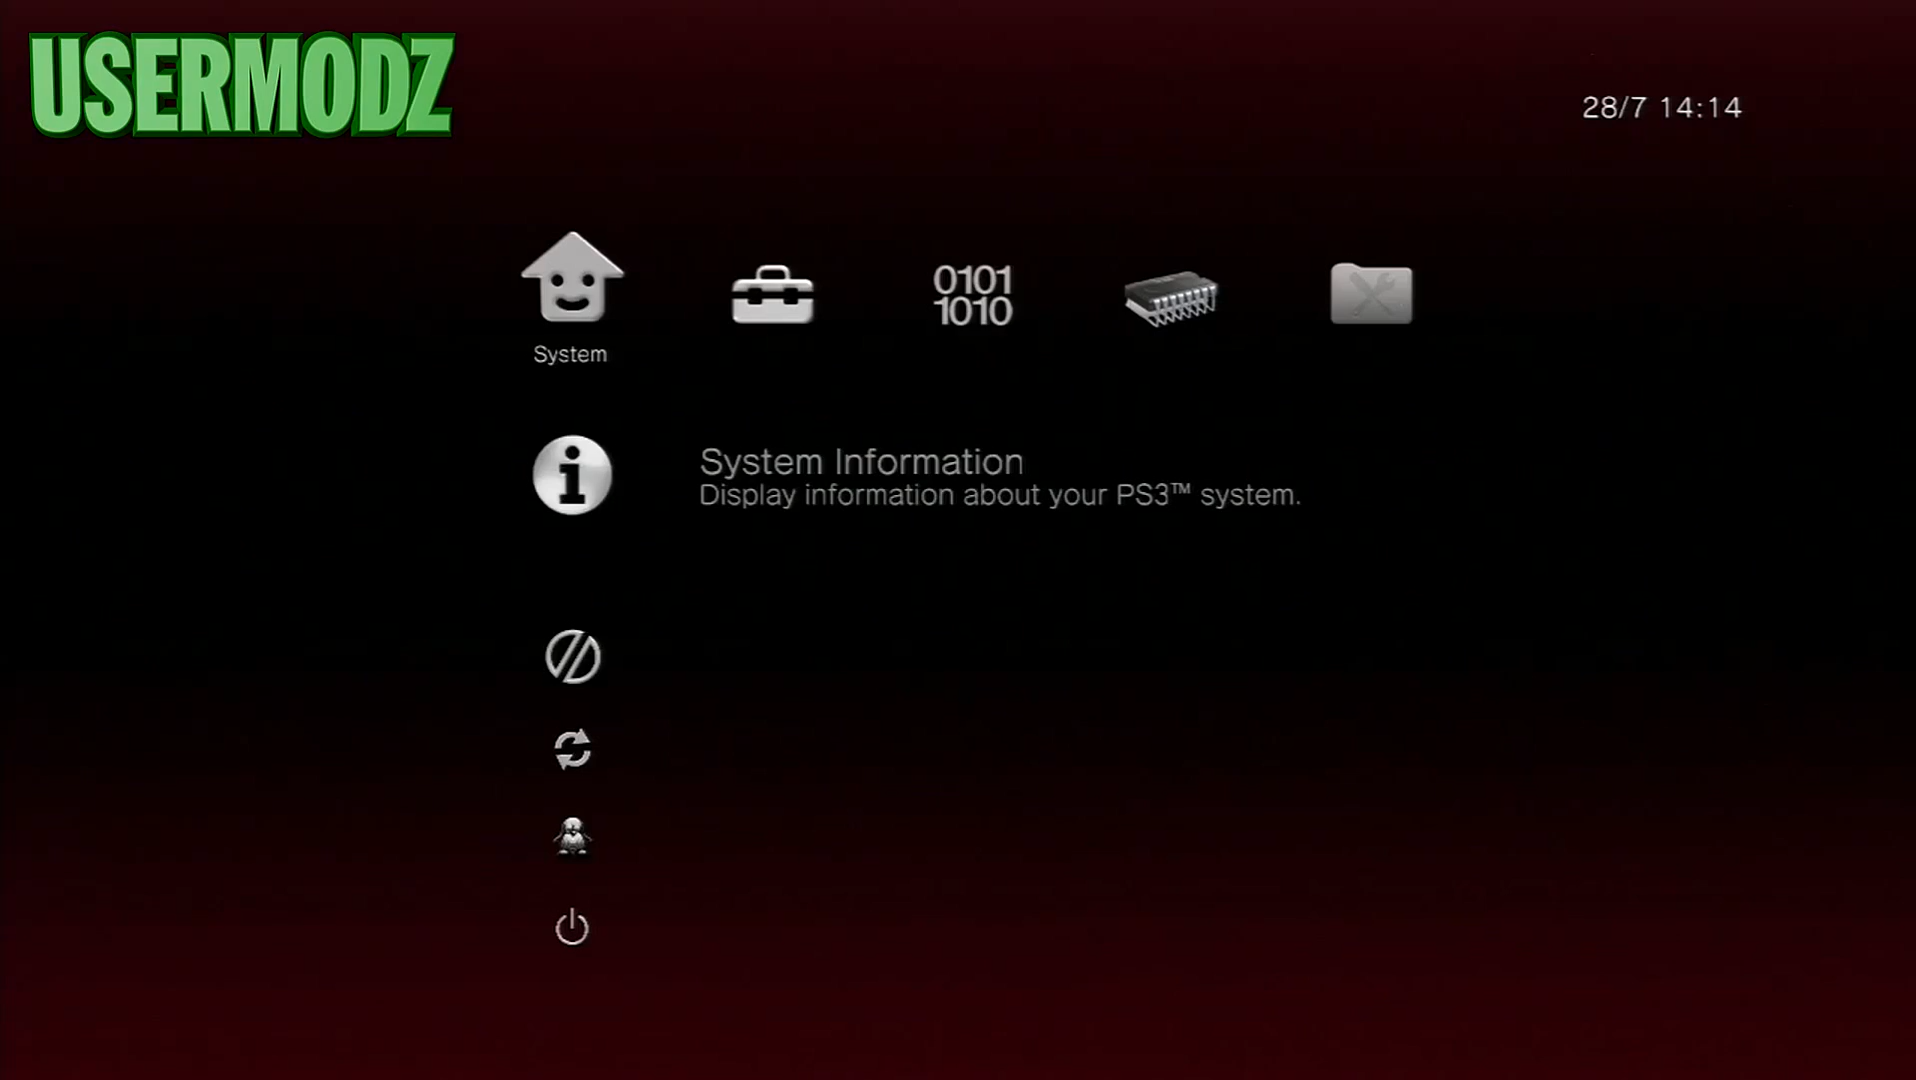 USERMODZ
28/7 14:14
0101
1010
System
System Information
Display information about your PS3™ system.